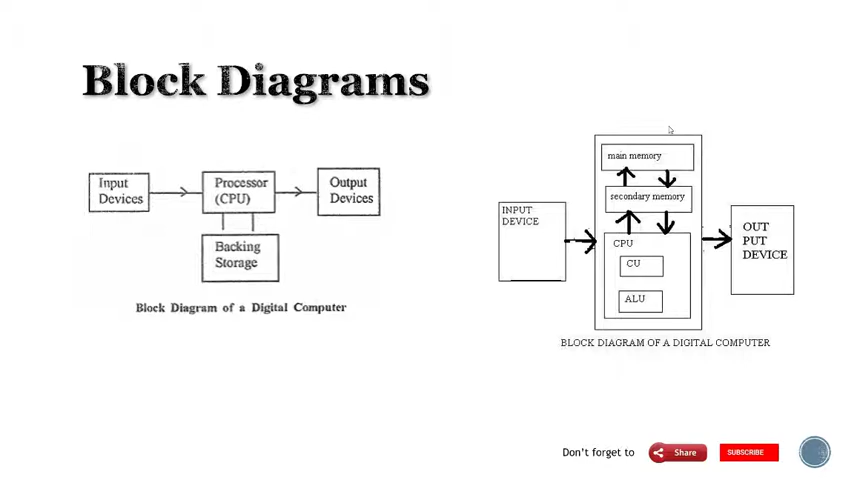 Block Diagrams
Input
Devices
Processor
(CPU)
Output
Devices
Backing
Storage
Block Diagram of a Digital Computer
main memory
secondary memory
INPUT
DEVICE
CPU
CU
ALU
OUT
PUT
DEVICE
BLOCK DIAGRAM OF A DIGITAL COMPUTER
Don't forget to
Share
SUBSCRIBE